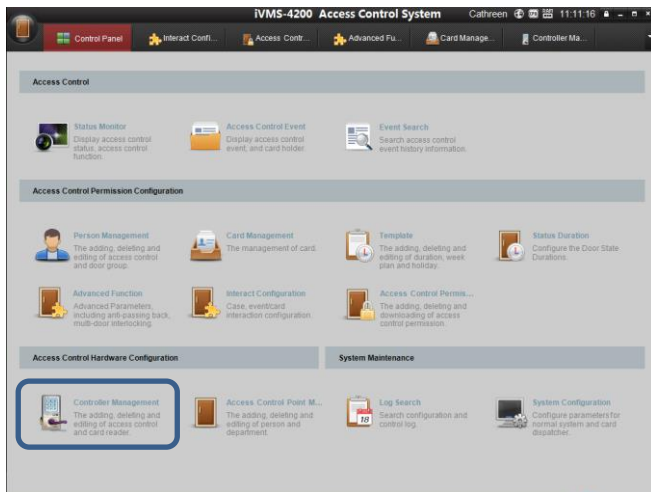 iVMS-4200 Access Control System
Cathreen
11:11:16
Control Panel
Interact Confi...
Access Contr...
Advanced Fu...
Card Manage...
Controller Ma...
Access Control
Status Monitor
Display access control
status, access control
function.
Access Control Event
Display access control
event, and card holder.
Event Search
Search access control
event history information.
Access Control Permission Configuration
Person Management
The adding, deleting and
editing of access control
and door group.
Card Management
The management of card.
Template
The adding, deleting and
editing of duration, week
plan and holiday.
Status Duration
Configure the Door State
Durations.
Advanced Function
Advanced Parameters,
including anti-passing back,
multi-door interlocking.
Interact Configuration
Case, event/card
interaction configuration.
Access Control Permis...
The adding, deleting and
downloading of access
control permission.
Access Control Hardware Configuration
System Maintenance
Controller Management
The adding, deleting and
editing of access control
and card reader.
Access Control Point M...
The adding, deleting and
editing of person and
department.
18
Log Search
Search configuration and
control log.
System Configuration
Configure parameters for
normal system and card
dispatcher.